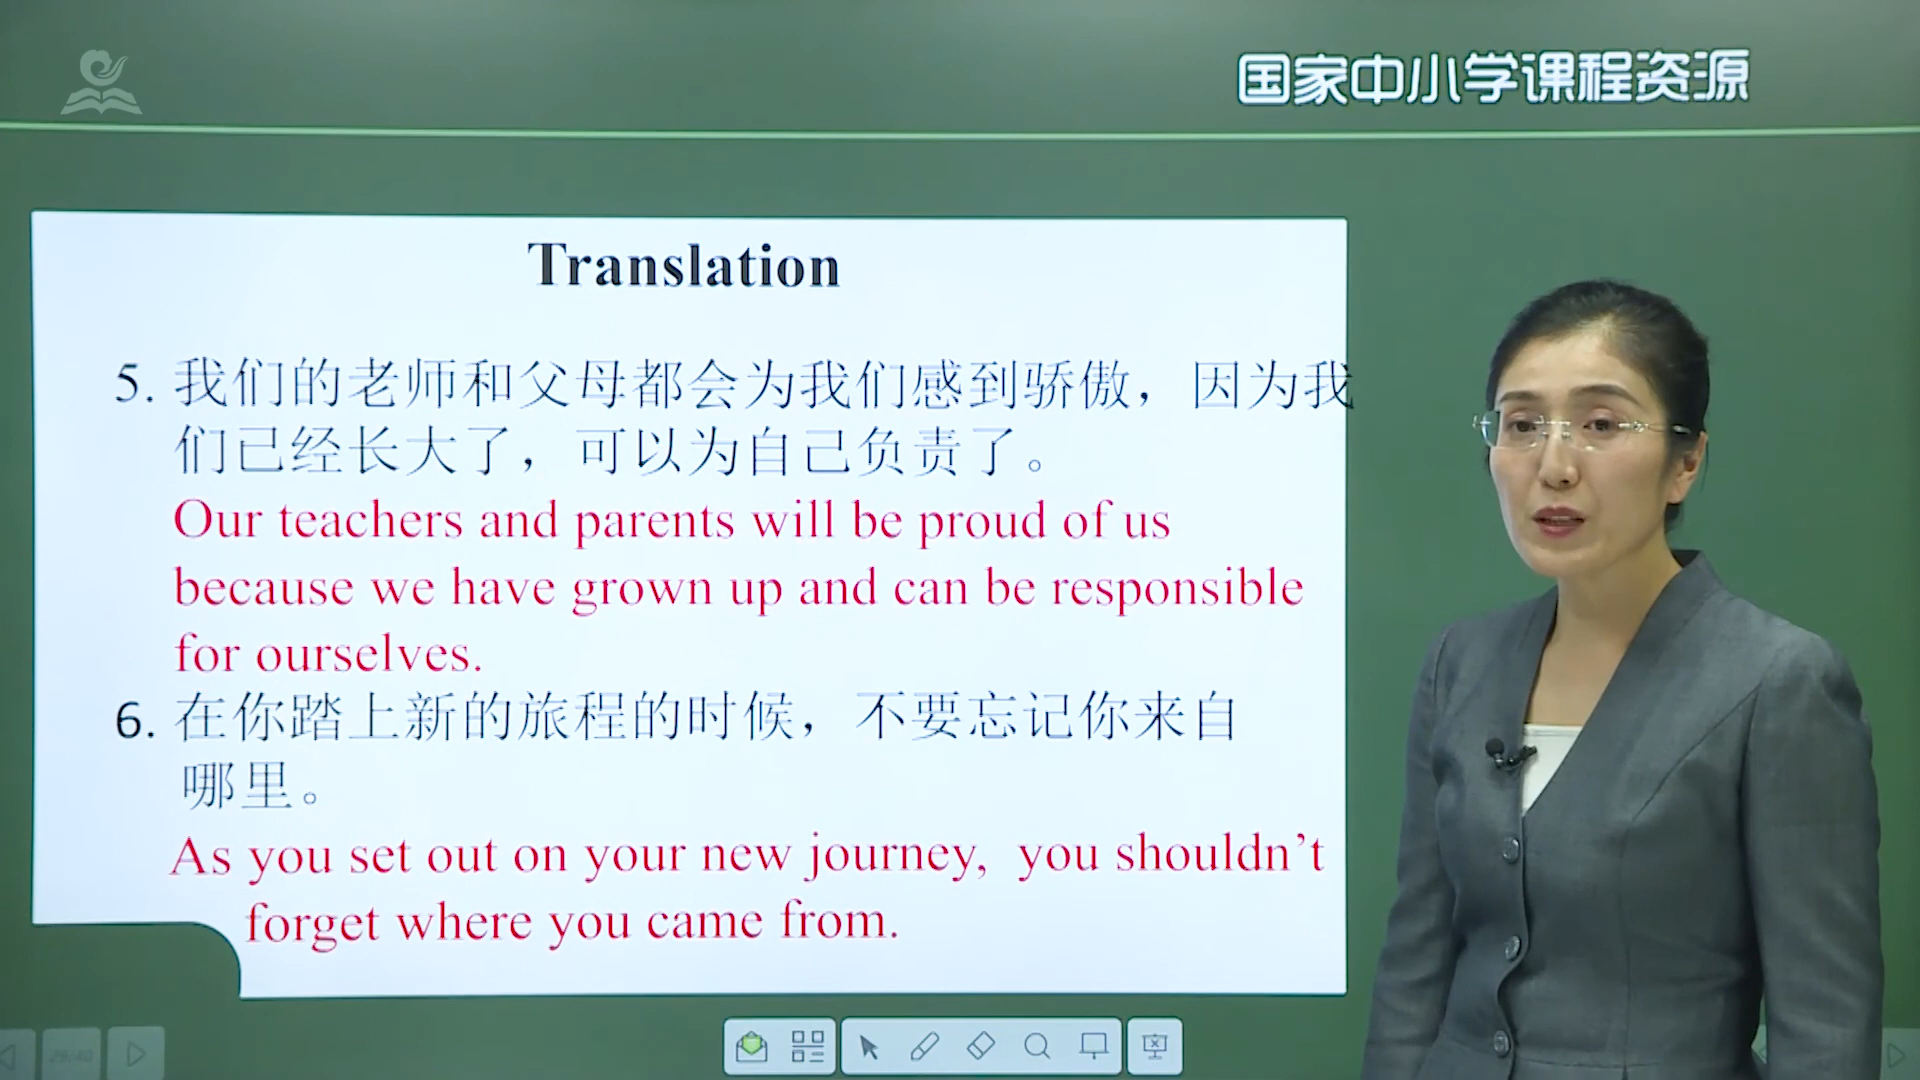 国家中小学课程资源
Translation
5. 我们的老师和父母都会为我们感到骄傲，因为我
们已经长大了，可以为自己负责了。
Our teachers and parents will be proud of us
because we have grown up and can be responsible
for ourselves.
6. 在你踏上新的旅程的时候，不要忘记你来自
哪里。
As you set out on your new journey, you shouldn't
forget where you came from.